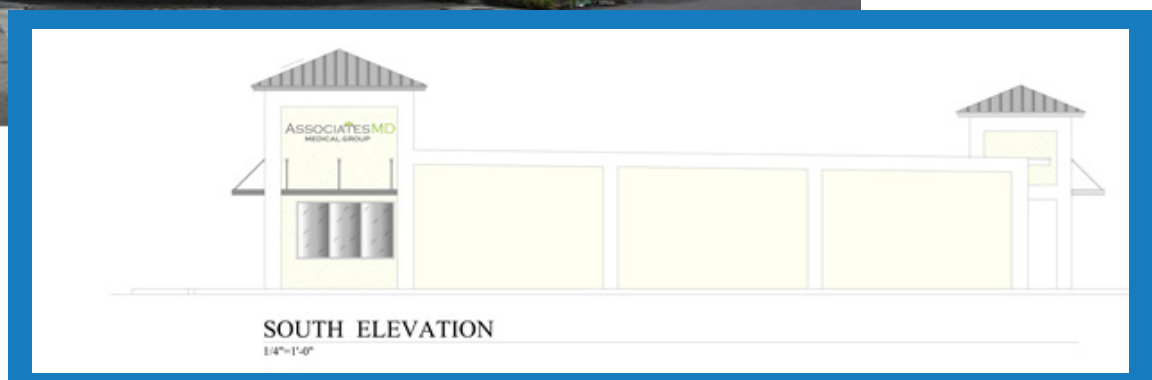 ASSOCIATESMD
MEDICAL GROUP
SOUTH ELEVATION
1/4"=1'-0"